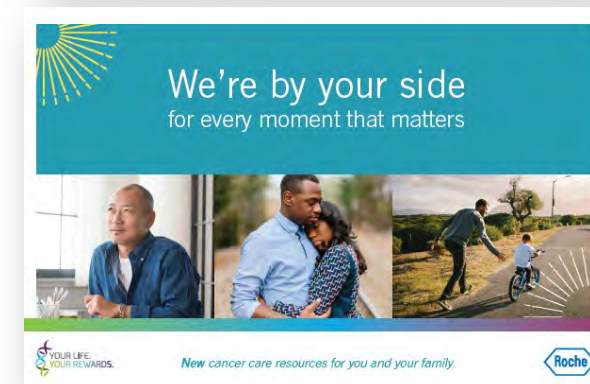 We're by your side
for every moment that matters
YOUR LIFE.
YOUR REWARDS.
New cancer care resources for you and your family
Roche